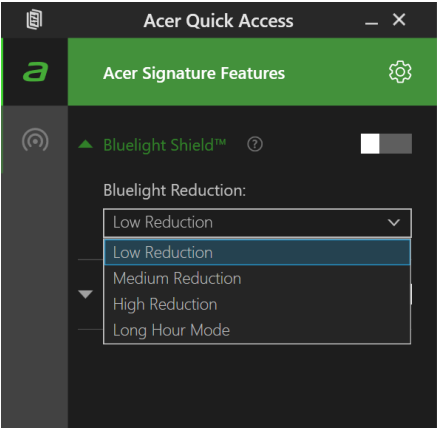 Acer Quick Access
a
Acer Signature Features
Bluelight Shield™
Bluelight Reduction:
Low Reduction
Low Reduction
Medium Reduction
High Reduction
Long Hour Mode